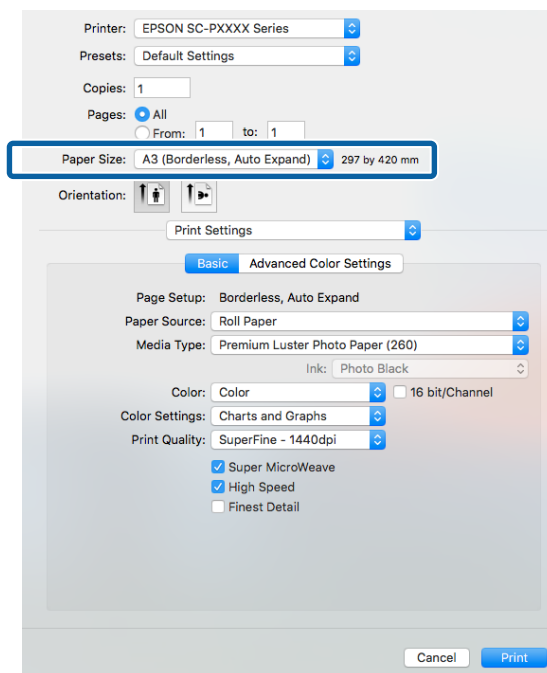 Printer: EPSON SC-PXXXX Series
Presets: Default Settings
Copies: 1
Pages: All
From: 1 to: 1
Paper Size: A3 (Borderless, Auto Expand) 297 by 420 mm
Orientation:
Print Settings
Basic Advanced Color Settings
Page Setup: Borderless, Auto Expand
Paper Source: Roll Paper
Media Type: Premium Luster Photo Paper (260)
Ink: Photo Black
Color: Color 16 bit/Channel
Color Settings: Charts and Graphs
Print Quality: SuperFine - 1440dpi
Super MicroWeave
High Speed
Finest Detail
Cancel Print